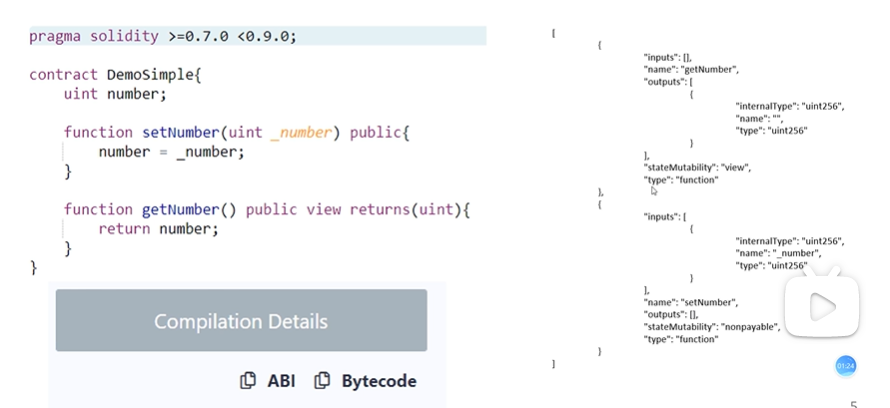 pragma solidity >=0.7.0 <0.9.0;
contract DemoSimple{
uint number;
function setNumber(uint _number) public{
number = _number;
}
function getNumber() public view returns(uint){
return number;
}
}
Compilation Details
ABI Bytecode
[
{
"inputs": [],
"name": "getNumber",
"outputs": [
{
"internalType": "uint256",
"name": "",
"type": "uint256"
}
],
"stateMutability": "view",
"type": "function"
},
{
"inputs": [
{
"internalType": "uint256",
"name": "_number",
"type": "uint256"
}
],
"name": "setNumber",
"outputs": [],
"stateMutability": "nonpayable",
"type": "function"
}
]
01:24
5